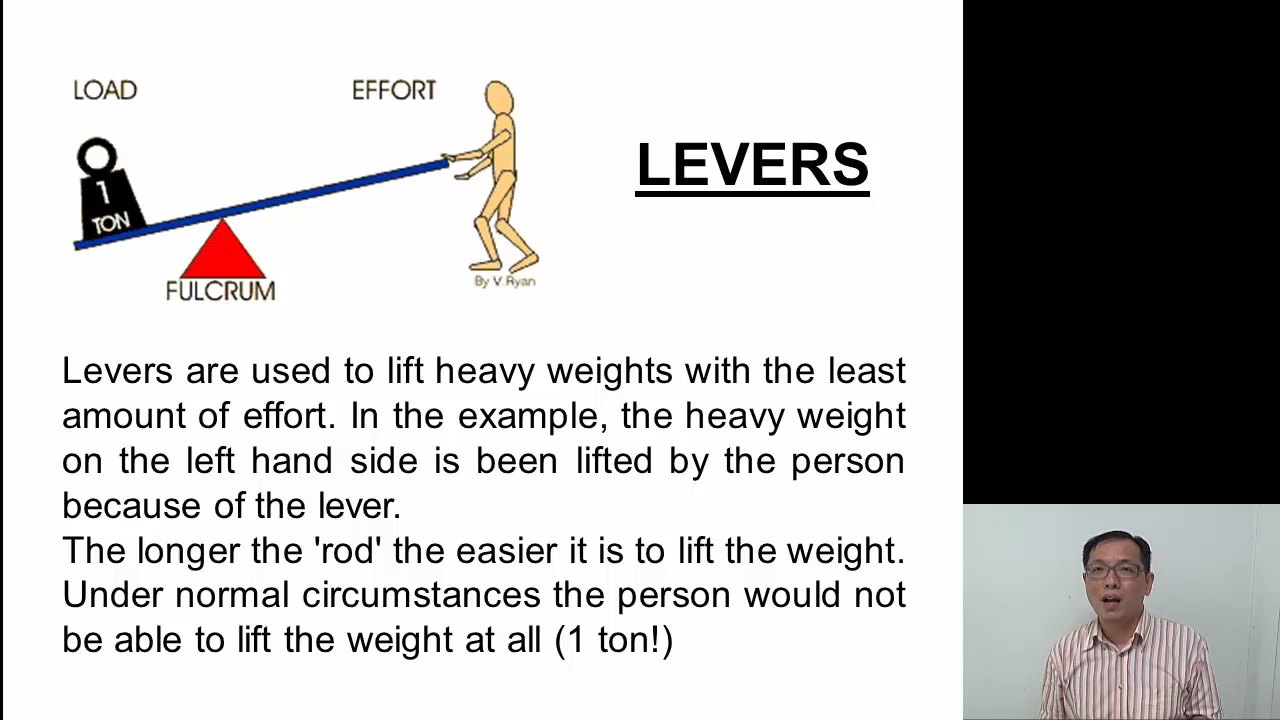 LOAD
EFFORT
LEVERS
1
TON
FULCRUM
By V.Ryan
Levers are used to lift heavy weights with the least
amount of effort. In the example, the heavy weight
on the left hand side is been lifted by the person
because of the lever.
The longer the 'rod' the easier it is to lift the weight.
Under normal circumstances the person would not
be able to lift the weight at all (1 ton!)